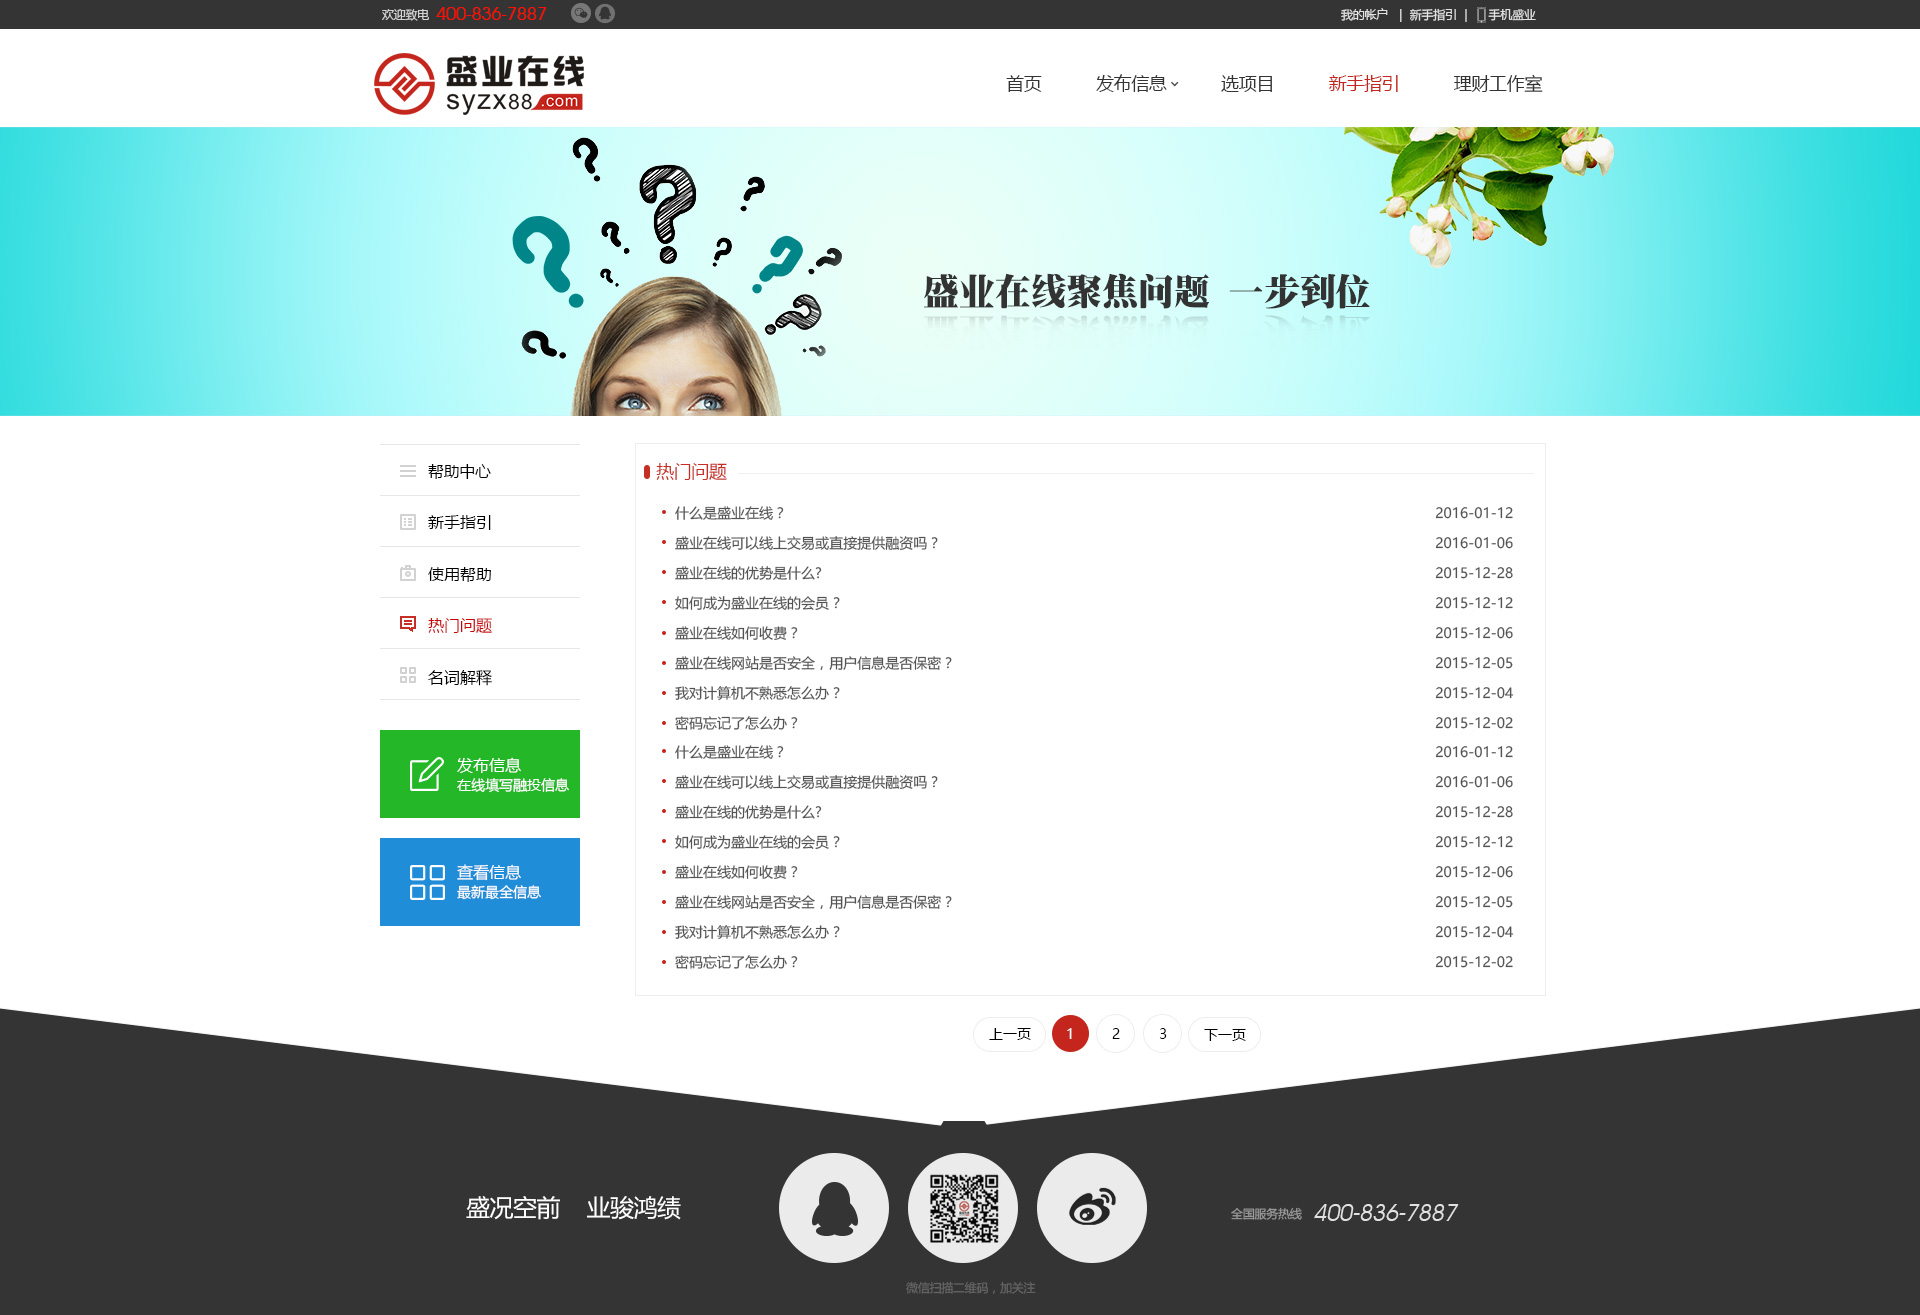 欢迎致电 400-836-7887
我的帐户 | 新手指引 | 手机盛业
盛业在线
syzx88.com
首页 发布信息 选项目 新手指引 理财工作室
盛业在线聚焦问题 一步到位
帮助中心
新手指引
使用帮助
热门问题
名词解释
发布信息
在线填写融投信息
查看信息
最新最全信息
热门问题
什么是盛业在线？ 2016-01-12
盛业在线可以线上交易或直接提供融资吗？ 2016-01-06
盛业在线的优势是什么? 2015-12-28
如何成为盛业在线的会员？ 2015-12-12
盛业在线如何收费？ 2015-12-06
盛业在线网站是否安全，用户信息是否保密？ 2015-12-05
我对计算机不熟悉怎么办？ 2015-12-04
密码忘记了怎么办？ 2015-12-02
什么是盛业在线？ 2016-01-12
盛业在线可以线上交易或直接提供融资吗？ 2016-01-06
盛业在线的优势是什么? 2015-12-28
如何成为盛业在线的会员？ 2015-12-12
盛业在线如何收费？ 2015-12-06
盛业在线网站是否安全，用户信息是否保密？ 2015-12-05
我对计算机不熟悉怎么办？ 2015-12-04
密码忘记了怎么办？ 2015-12-02
上一页 1 2 3 下一页
盛况空前 业骏鸿绩
全国服务热线 400-836-7887
微信扫描二维码，加关注